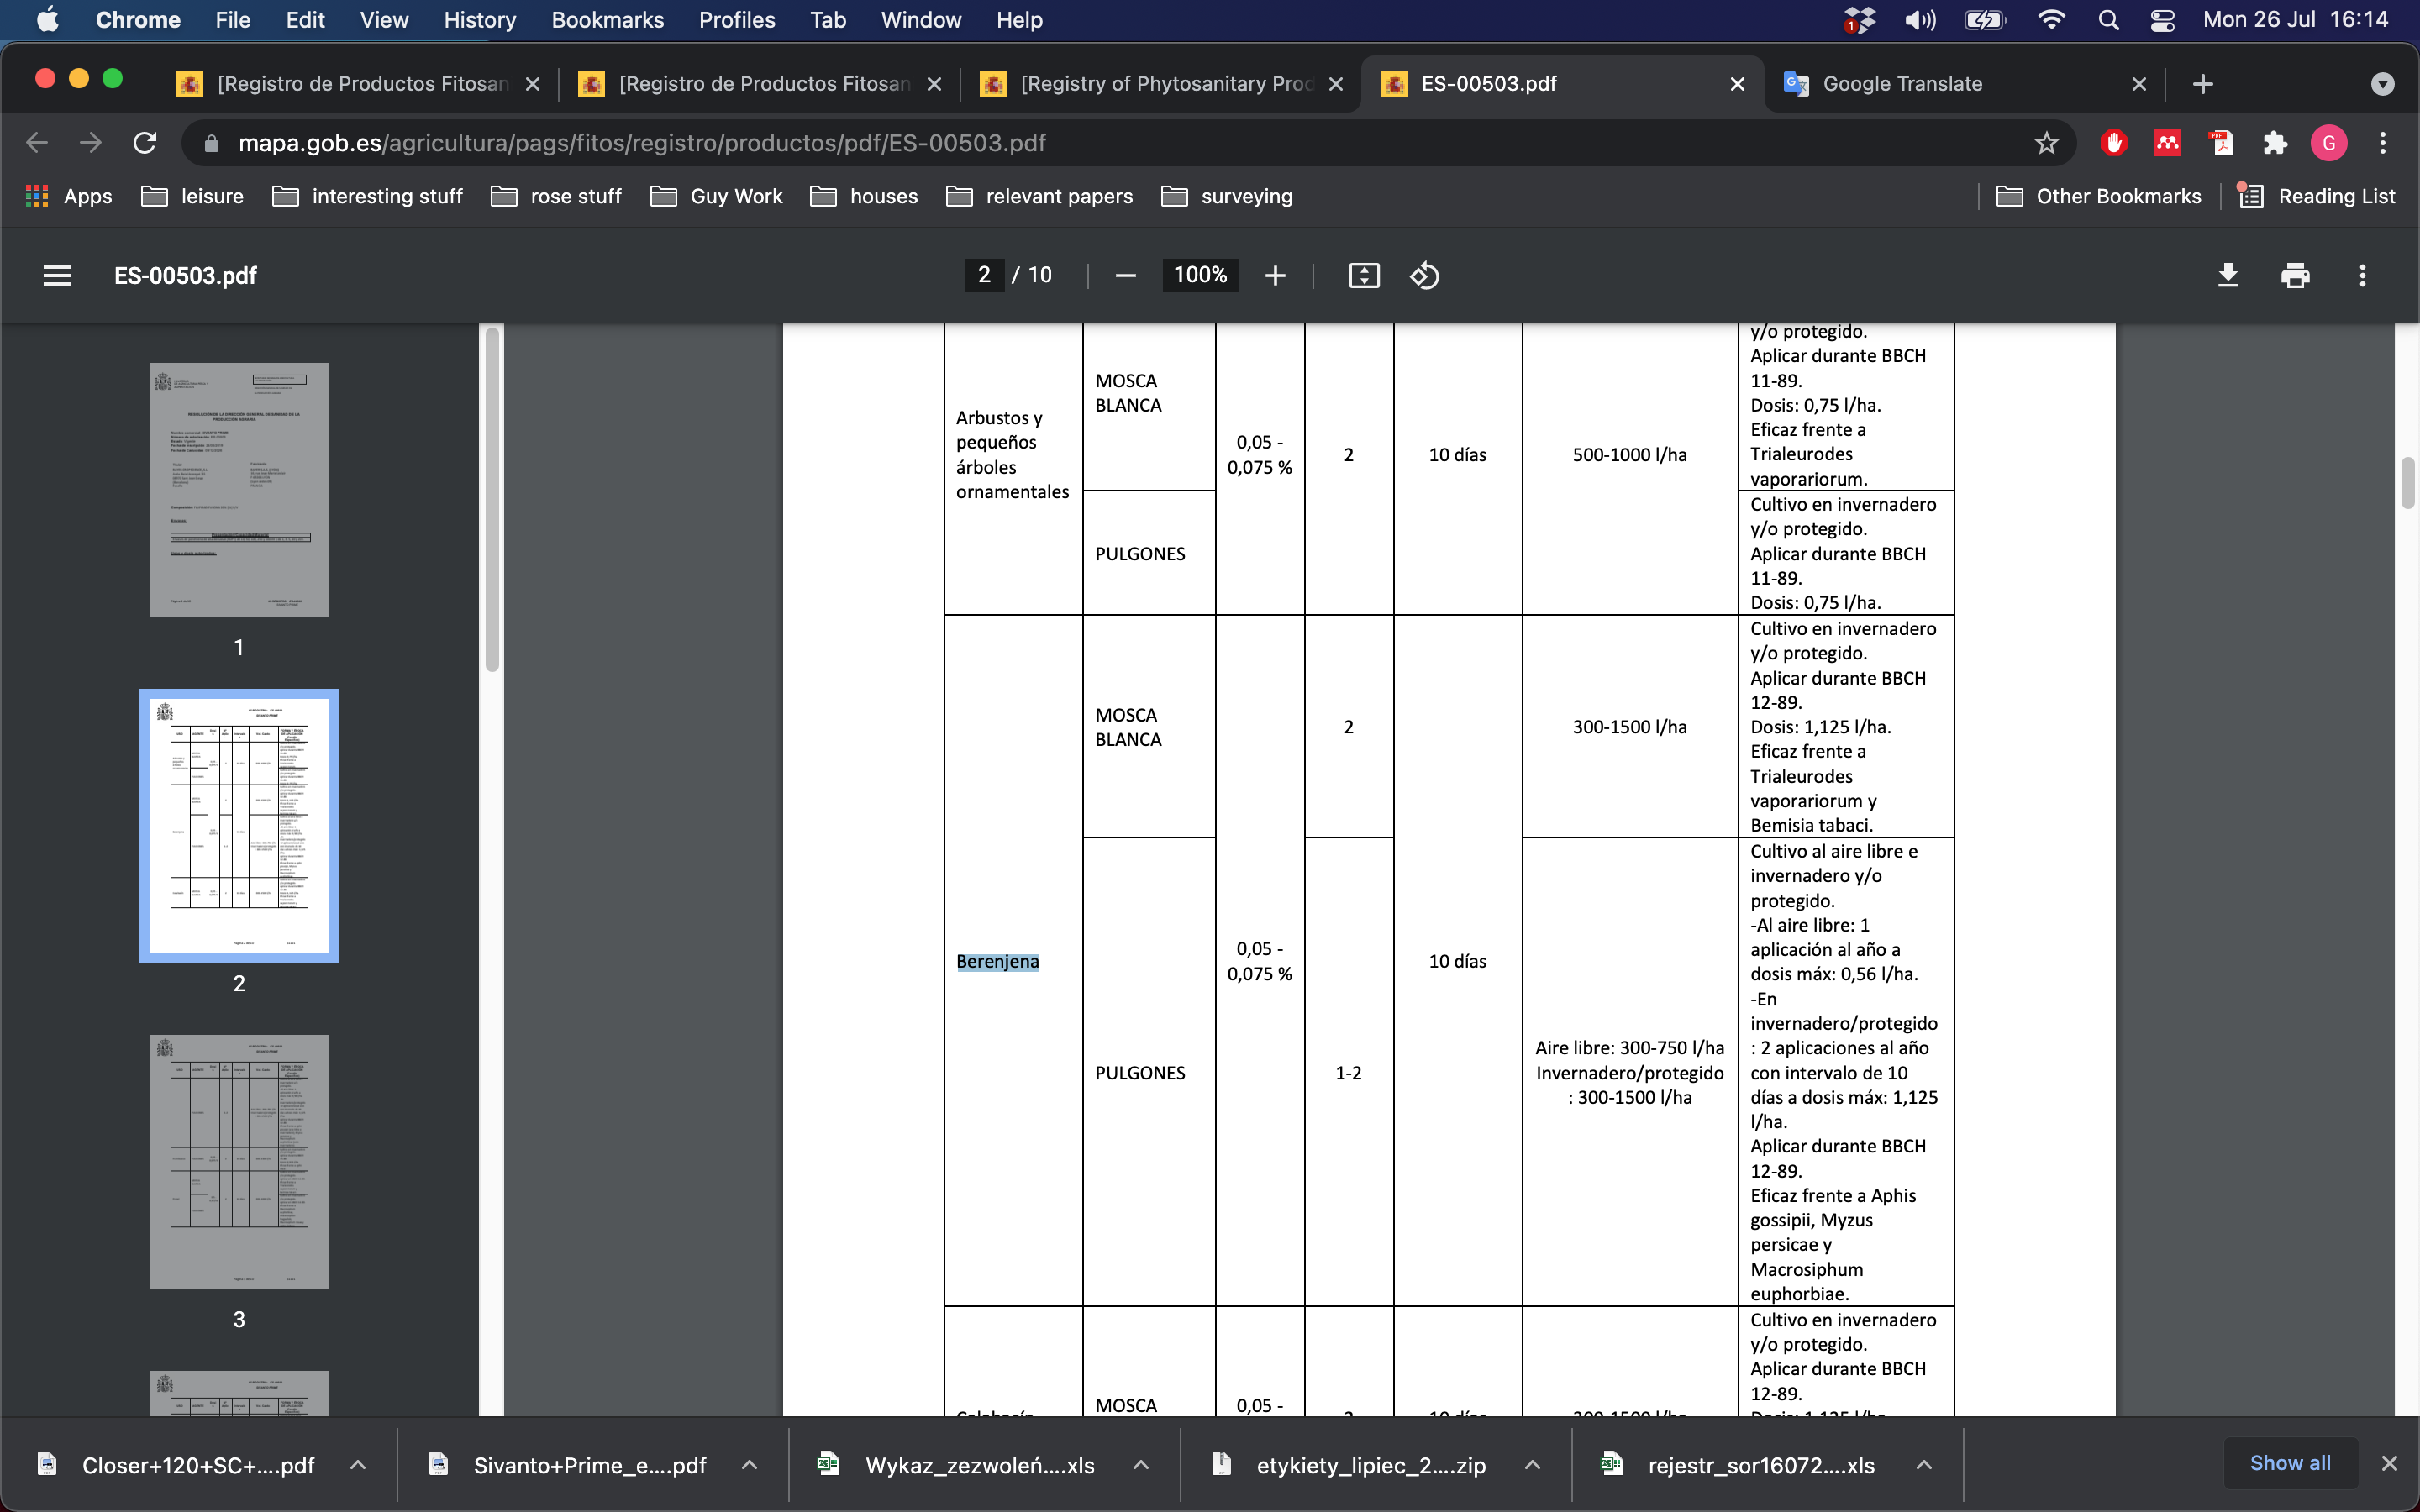 Chrome File Edit View History Bookmarks Profiles Tab Window Help
1
Mon 26 Jul 16:14
[Registro de Productos Fitosan
[Registro de Productos Fitosan
[Registry of Phytosanitary Prod
ES-00503.pdf
Google Translate
mapa.gob.es/agricultura/pags/fitos/registro/productos/pdf/ES-00503.pdf
G
Apps leisure interesting stuff rose stuff Guy Work houses relevant papers surveying Other Bookmarks Reading List
ES-00503.pdf
2 / 10
100%
1
2
3
Arbustos y
pequeños
árboles
ornamentales
MOSCA
BLANCA
0,05 -
0,075 %
2
10 días
500-1000 l/ha
y/o protegido.
Aplicar durante BBCH
11-89.
Dosis: 0,75 l/ha.
Eficaz frente a
Trialeurodes
vaporariorum.
PULGONES
Cultivo en invernadero
y/o protegido.
Aplicar durante BBCH
11-89.
Dosis: 0,75 l/ha.
Berenjena
MOSCA
BLANCA
0,05 -
0,075 %
2
10 días
300-1500 l/ha
Cultivo en invernadero
y/o protegido.
Aplicar durante BBCH
12-89.
Dosis: 1,125 l/ha.
Eficaz frente a
Trialeurodes
vaporariorum y
Bemisia tabaci.
PULGONES
1-2
Aire libre: 300-750 l/ha
Invernadero/protegido
: 300-1500 l/ha
Cultivo al aire libre e
invernadero y/o
protegido.
-Al aire libre: 1
aplicación al año a
dosis máx: 0,56 l/ha.
-En
invernadero/protegido
: 2 aplicaciones al año
con intervalo de 10
días a dosis máx: 1,125
l/ha.
Aplicar durante BBCH
12-89.
Eficaz frente a Aphis
gossipii, Myzus
persicae y
Macrosiphum
euphorbiae.
MOSCA
0,05 -
Cultivo en invernadero
y/o protegido.
Aplicar durante BBCH
12-89.
Closer+120+SC+....pdf
Sivanto+Prime_e....pdf
Wykaz_zezwoleń....xls
etykiety_lipiec_2....zip
rejestr_sor16072....xls
Show all